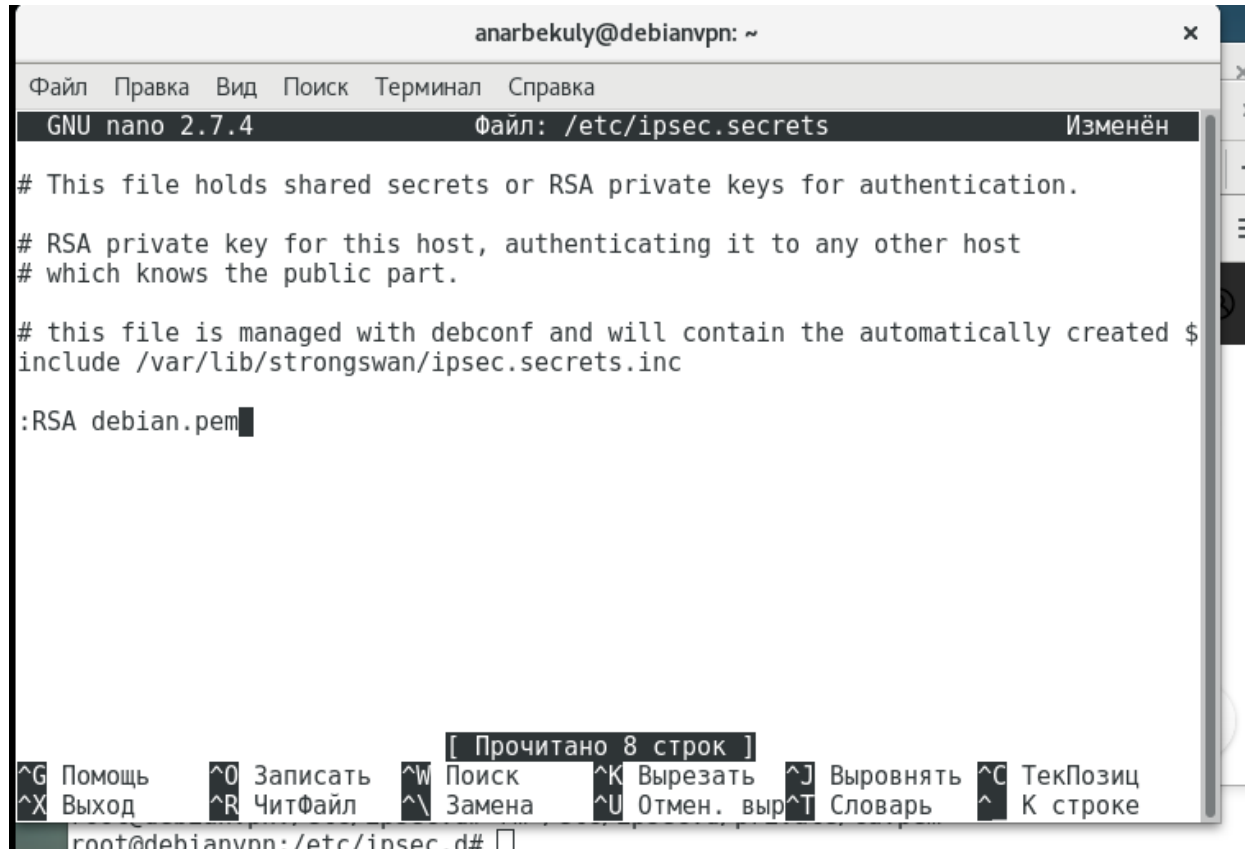 anarbekuly@debianvpn: ~ ×
Файл Правка Вид Поиск Терминал Справка
GNU nano 2.7.4 Файл: /etc/ipsec.secrets Изменён
# This file holds shared secrets or RSA private keys for authentication.
# RSA private key for this host, authenticating it to any other host
# which knows the public part.
# this file is managed with debconf and will contain the automatically created $
include /var/lib/strongswan/ipsec.secrets.inc
:RSA debian.pem
[ Прочитано 8 строк ]
^G Помощь ^O Записать ^W Поиск ^K Вырезать ^J Выровнять ^C ТекПозиц
^X Выход ^R ЧитФайл ^\ Замена ^U Отмен. выр^T Словарь ^_ К строке
root@debianvpn:/etc/ipsec.d#